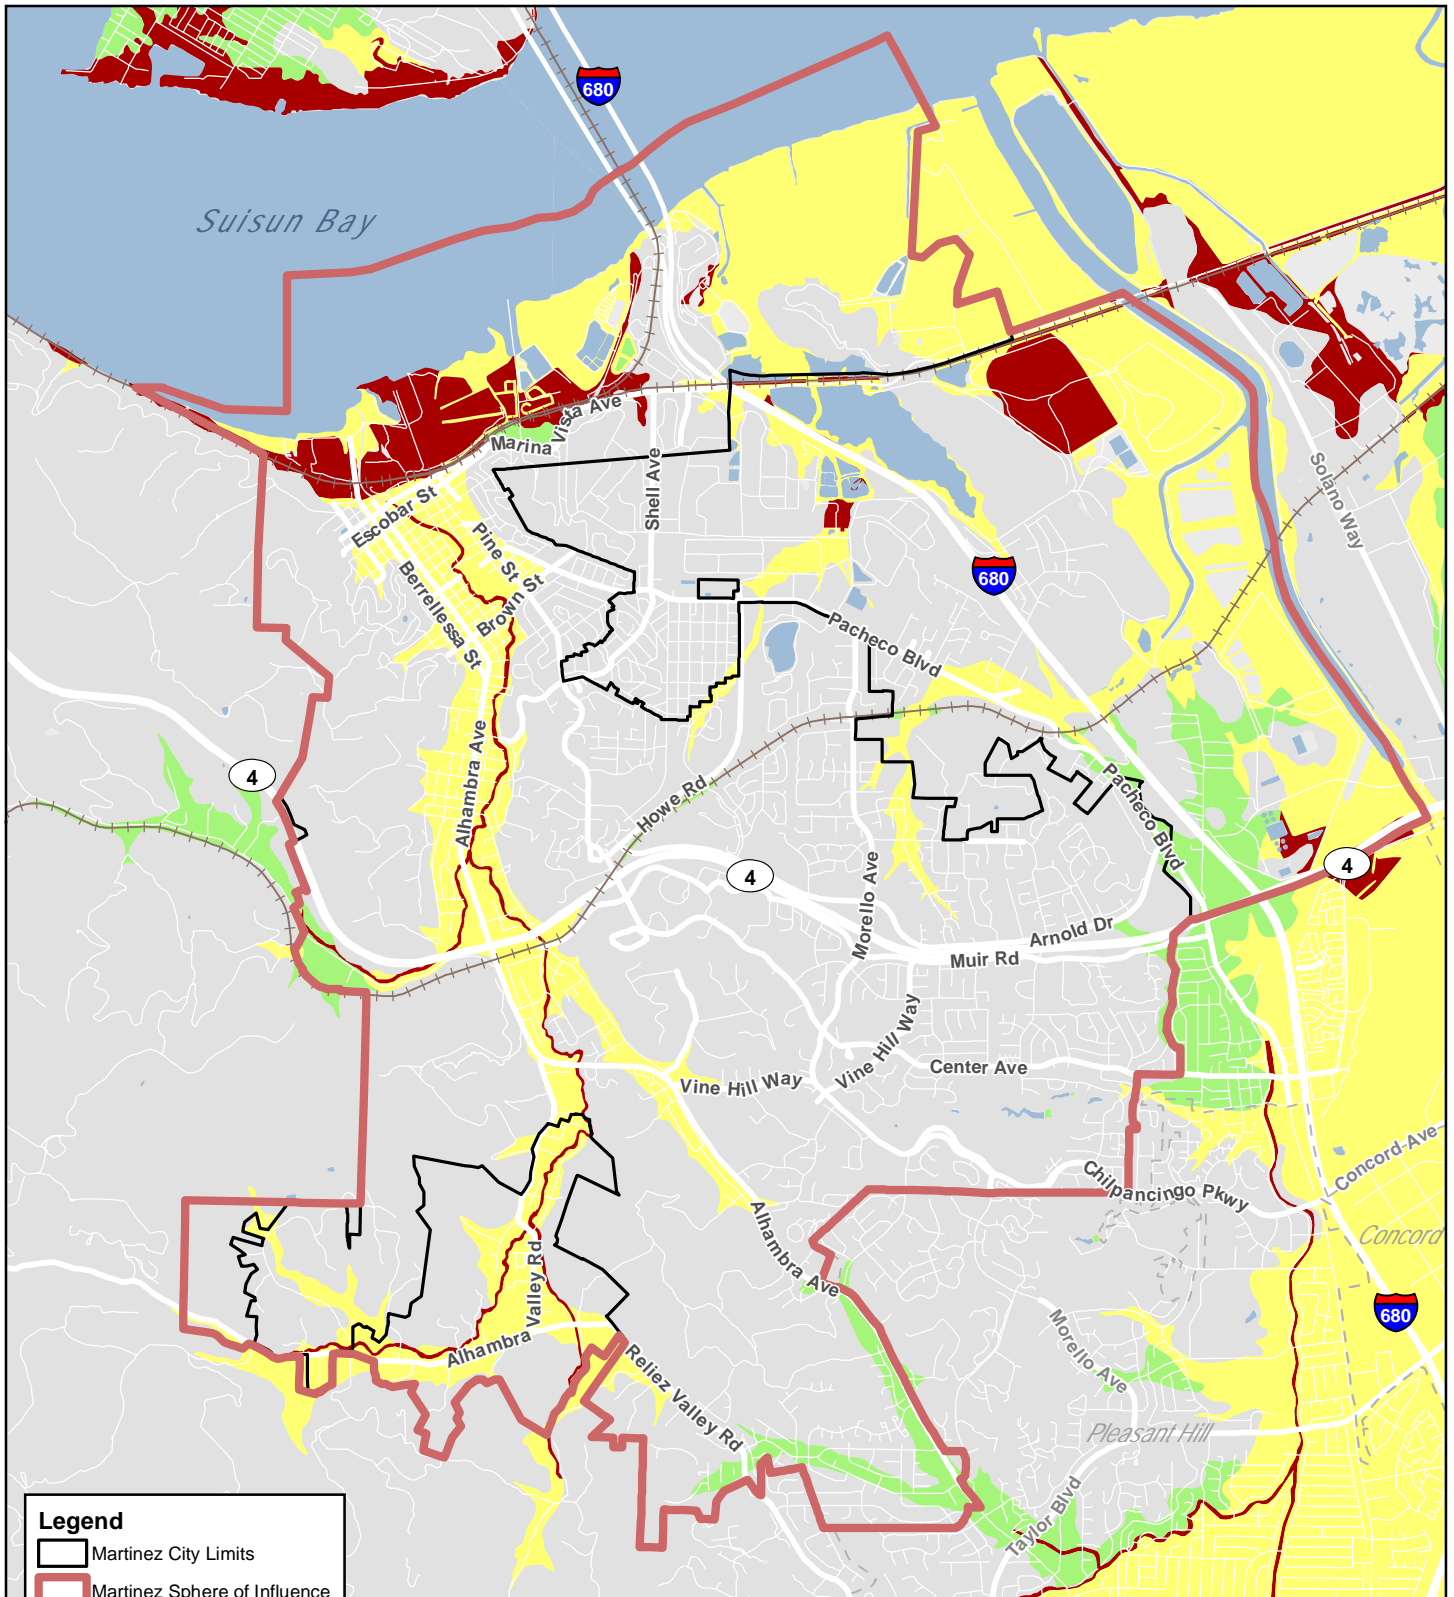 680
Suisun Bay
Marina Vista Ave
Shell Ave
Solano Way
Escobar St
Pine St
680
Berrellessa St
Brown St
Pacheco Blvd
4
Alhambra Ave
Howe Rd
Pacheco Blvd
4
4
Morello Ave
Arnold Dr
Muir Rd
Vine Hill Way
Center Ave
Vine Hill Way
Concord Ave
Chilpancingo Pkwy
Alhambra Ave
Concord
Alhambra Valley Rd
680
Reliez Valley Rd
Morello Ave
Pleasant Hill
Taylor Blvd
Legend
Martinez City Limits
Martinez Sphere of Influence